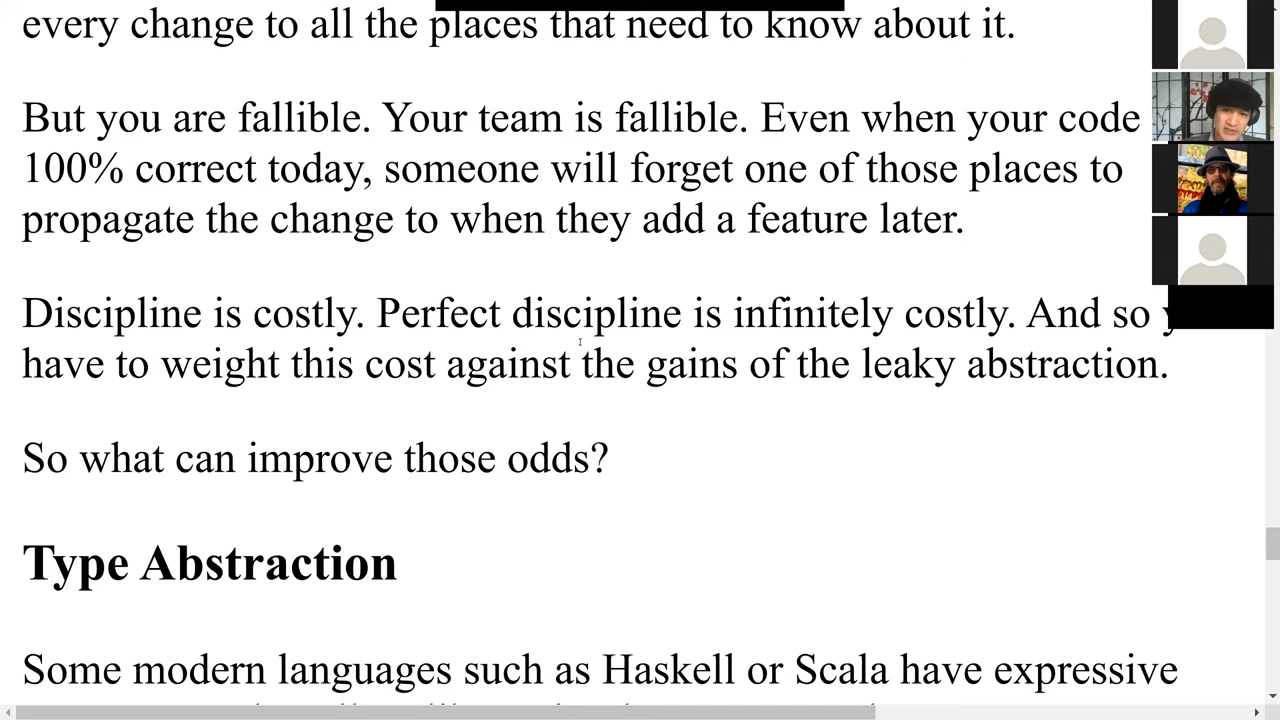 every change to all the places that need to know about it.
But you are fallible. Your team is fallible. Even when your code
100% correct today, someone will forget one of those places to
propagate the change to when they add a feature later.
Discipline is costly. Perfect discipline is infinitely costly. And so
have to weight this cost against the gains of the leaky abstraction.
So what can improve those odds?
Type Abstraction
Some modern languages such as Haskell or Scala have expressive